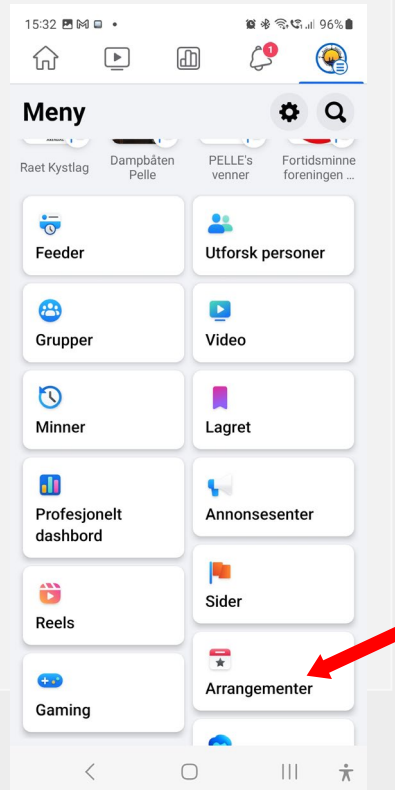 15:32
96%
1
Meny
Raet Kystlag
Dampbåten
Pelle
PELLE's
venner
Fortidsminne
foreningen ...
Feeder
Utforsk personer
Grupper
Video
Minner
Lagret
Profesjonelt
dashbord
Annonsesenter
Reels
Sider
Arrangementer
Gaming